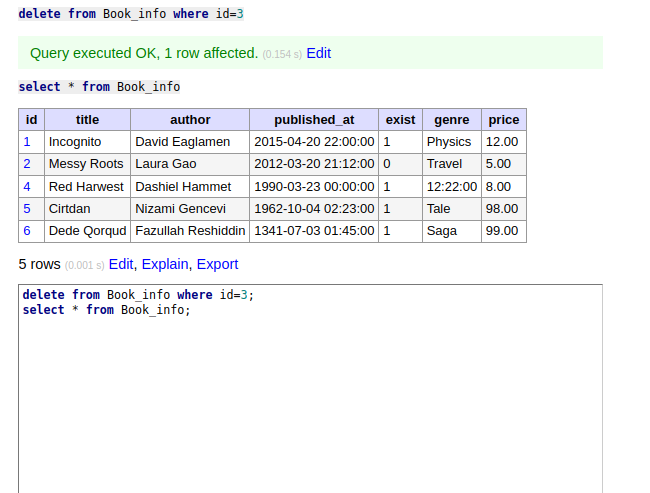 delete from Book_info where id=3
Query executed OK, 1 row affected. (0.154 s) Edit
select * from Book_info
id title author published_at exist genre price
1 Incognito David Eaglamen 2015-04-20 22:00:00 1 Physics 12.00
2 Messy Roots Laura Gao 2012-03-20 21:12:00 0 Travel 5.00
4 Red Harwest Dashiel Hammet 1990-03-23 00:00:00 1 12:22:00 8.00
5 Cirtdan Nizami Gencevi 1962-10-04 02:23:00 1 Tale 98.00
6 Dede Qorqud Fazullah Reshiddin 1341-07-03 01:45:00 1 Saga 99.00
5 rows (0.001 s) Edit, Explain, Export
delete from Book_info where id=3;
select * from Book_info;